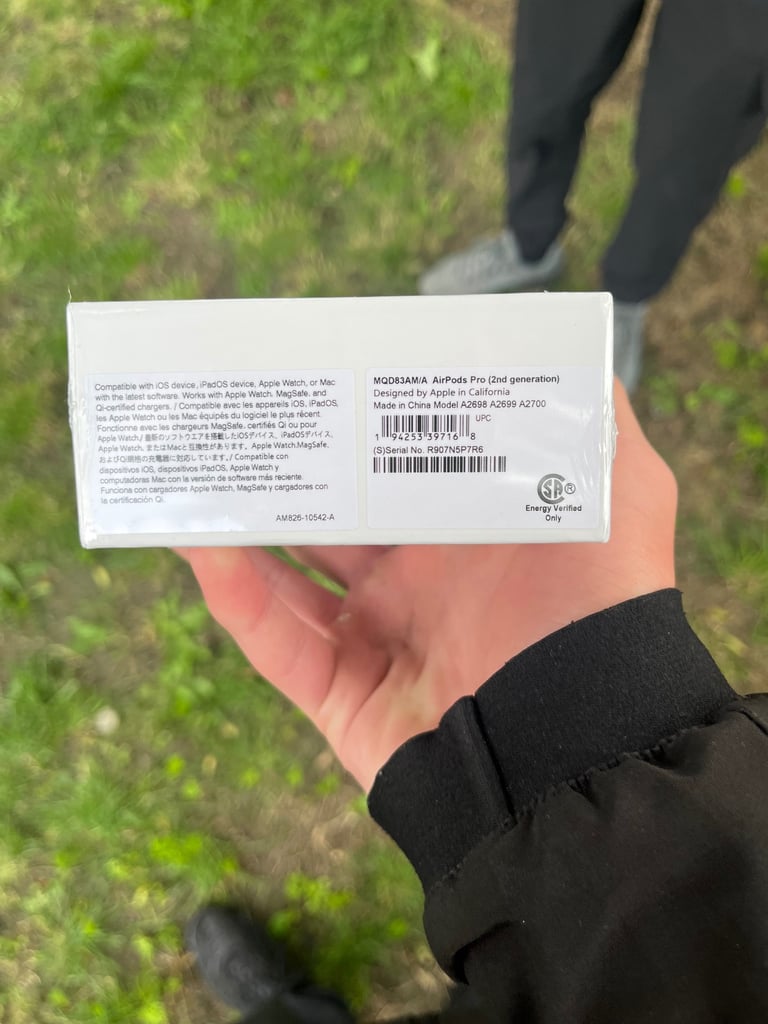 Compatible with iOS device, iPadOS device, Apple Watch, or Mac
with the latest software. Works with Apple Watch, MagSafe, and
Qi-certified chargers. / Compatible avec les appareils iOS, iPadOS,
les Apple Watch ou les Mac équipés du logiciel le plus récent.
Fonctionne avec les chargeurs MagSafe, certifiés Qi ou pour
Apple Watch./ 最新のソフトウエアを搭載したiOSデバイス、iPadOSデバイス、
Apple Watch、またはMacと互換性があります。Apple Watch、MagSafe、
およびQi規格の充電器に対応しています。/ Compatible con
dispositivos iOS, dispositivos iPadOS, Apple Watch y
computadoras Mac con la versión de software más reciente.
Funciona con cargadores Apple Watch, MagSafe y cargadores con
la certificación Qi.
AM826-10542-A
MQD83AM/A AirPods Pro (2nd generation)
Designed by Apple in California
Made in China Model A2698 A2699 A2700
UPC
1 94253 39716 8
(S)Serial No. R907N5P7R6
SA ®
Energy Verified
Only